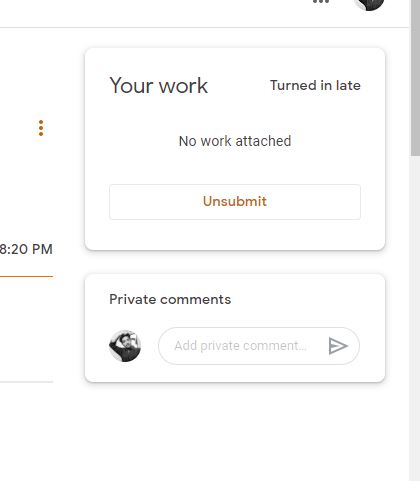 Your work
Turned in late
No work attached
Unsubmit
8:20 PM
Private comments
Add private comment...